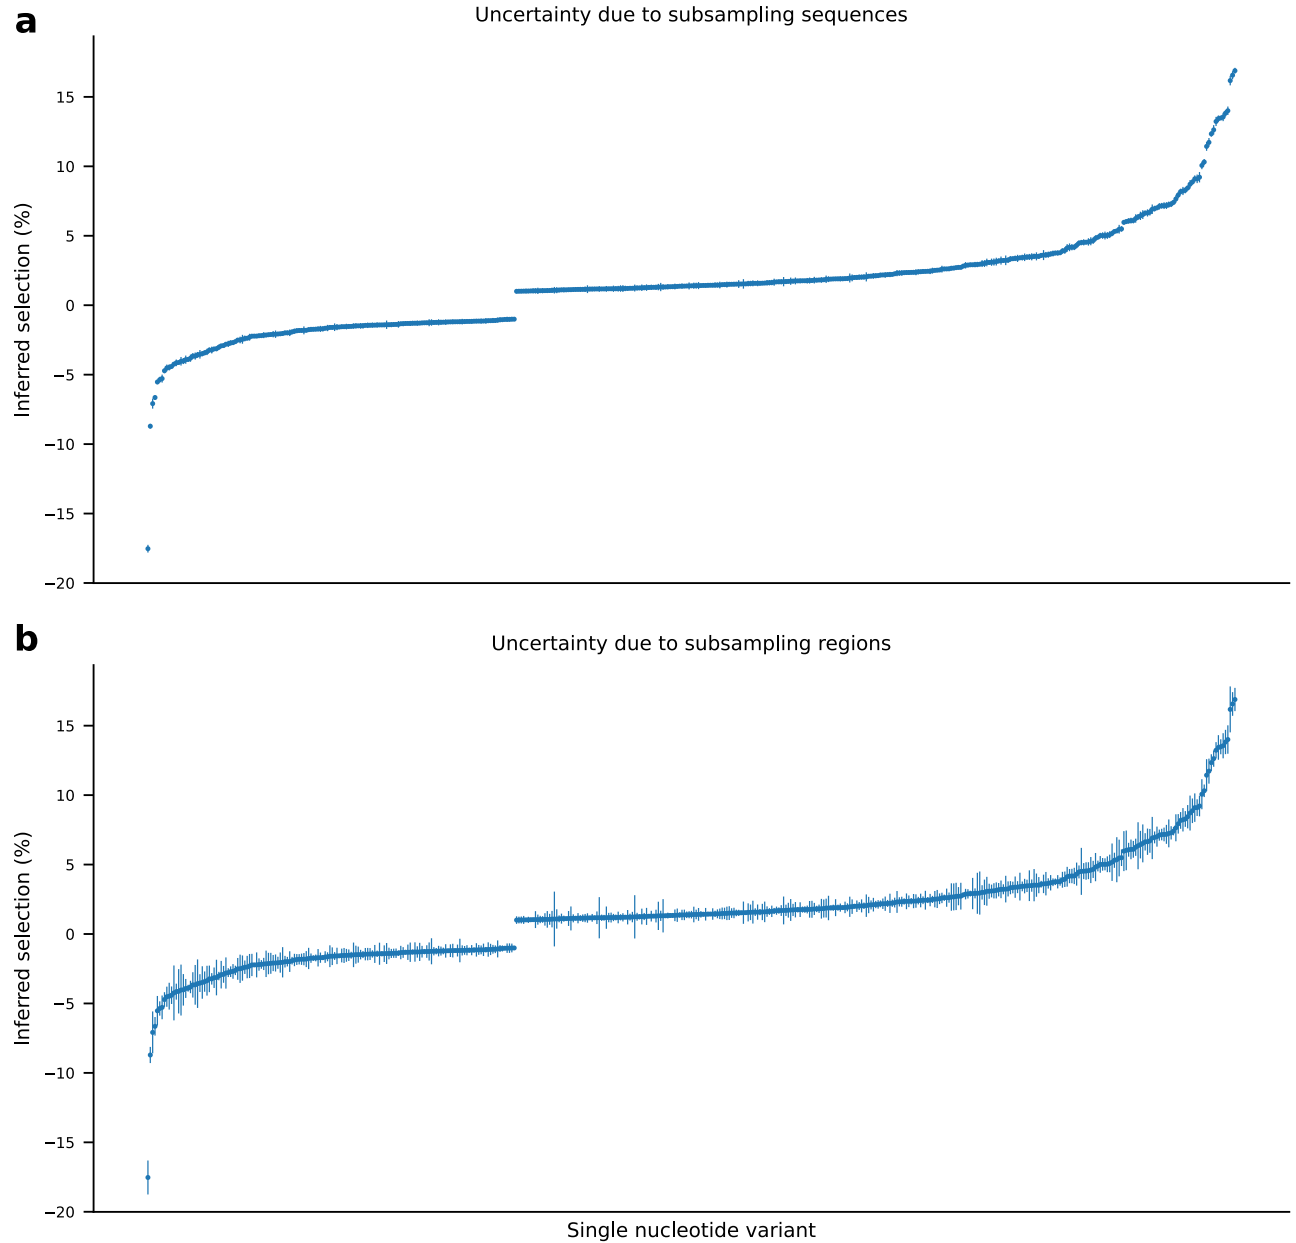 a
Uncertainty due to subsampling sequences
Inferred selection (%)
15
10
5
0
−5
−10
−15
−20
b
Uncertainty due to subsampling regions
Inferred selection (%)
15
10
5
0
−5
−10
−15
−20
Single nucleotide variant